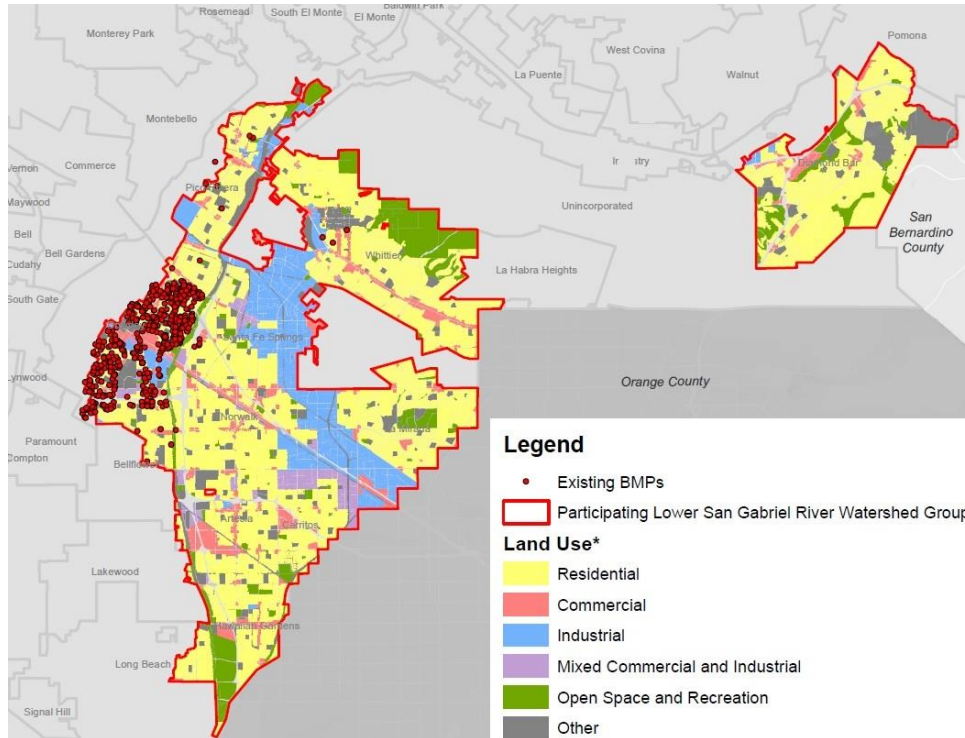 Rosemead
South El Monte
El Monte
Baldwin Park
Monterey Park
West Covina
Pomona
La Puente
Walnut
Montebello
Vernon
Commerce
Diamond Bar
Maywood
Pico Rivera
Unincorporated
San
Bernardino
County
Bell
Bell Gardens
Whittier
La Habra Heights
Cudahy
South Gate
Santa Fe Springs
Lynwood
Orange County
Norwalk
La Mirada
Paramount
Compton
Bellflower
Artesia
Cerritos
Lakewood
Hawaiian Gardens
Long Beach
Signal Hill
Legend
Existing BMPs
Participating Lower San Gabriel River Watershed Group
Land Use*
Residential
Commercial
Industrial
Mixed Commercial and Industrial
Open Space and Recreation
Other